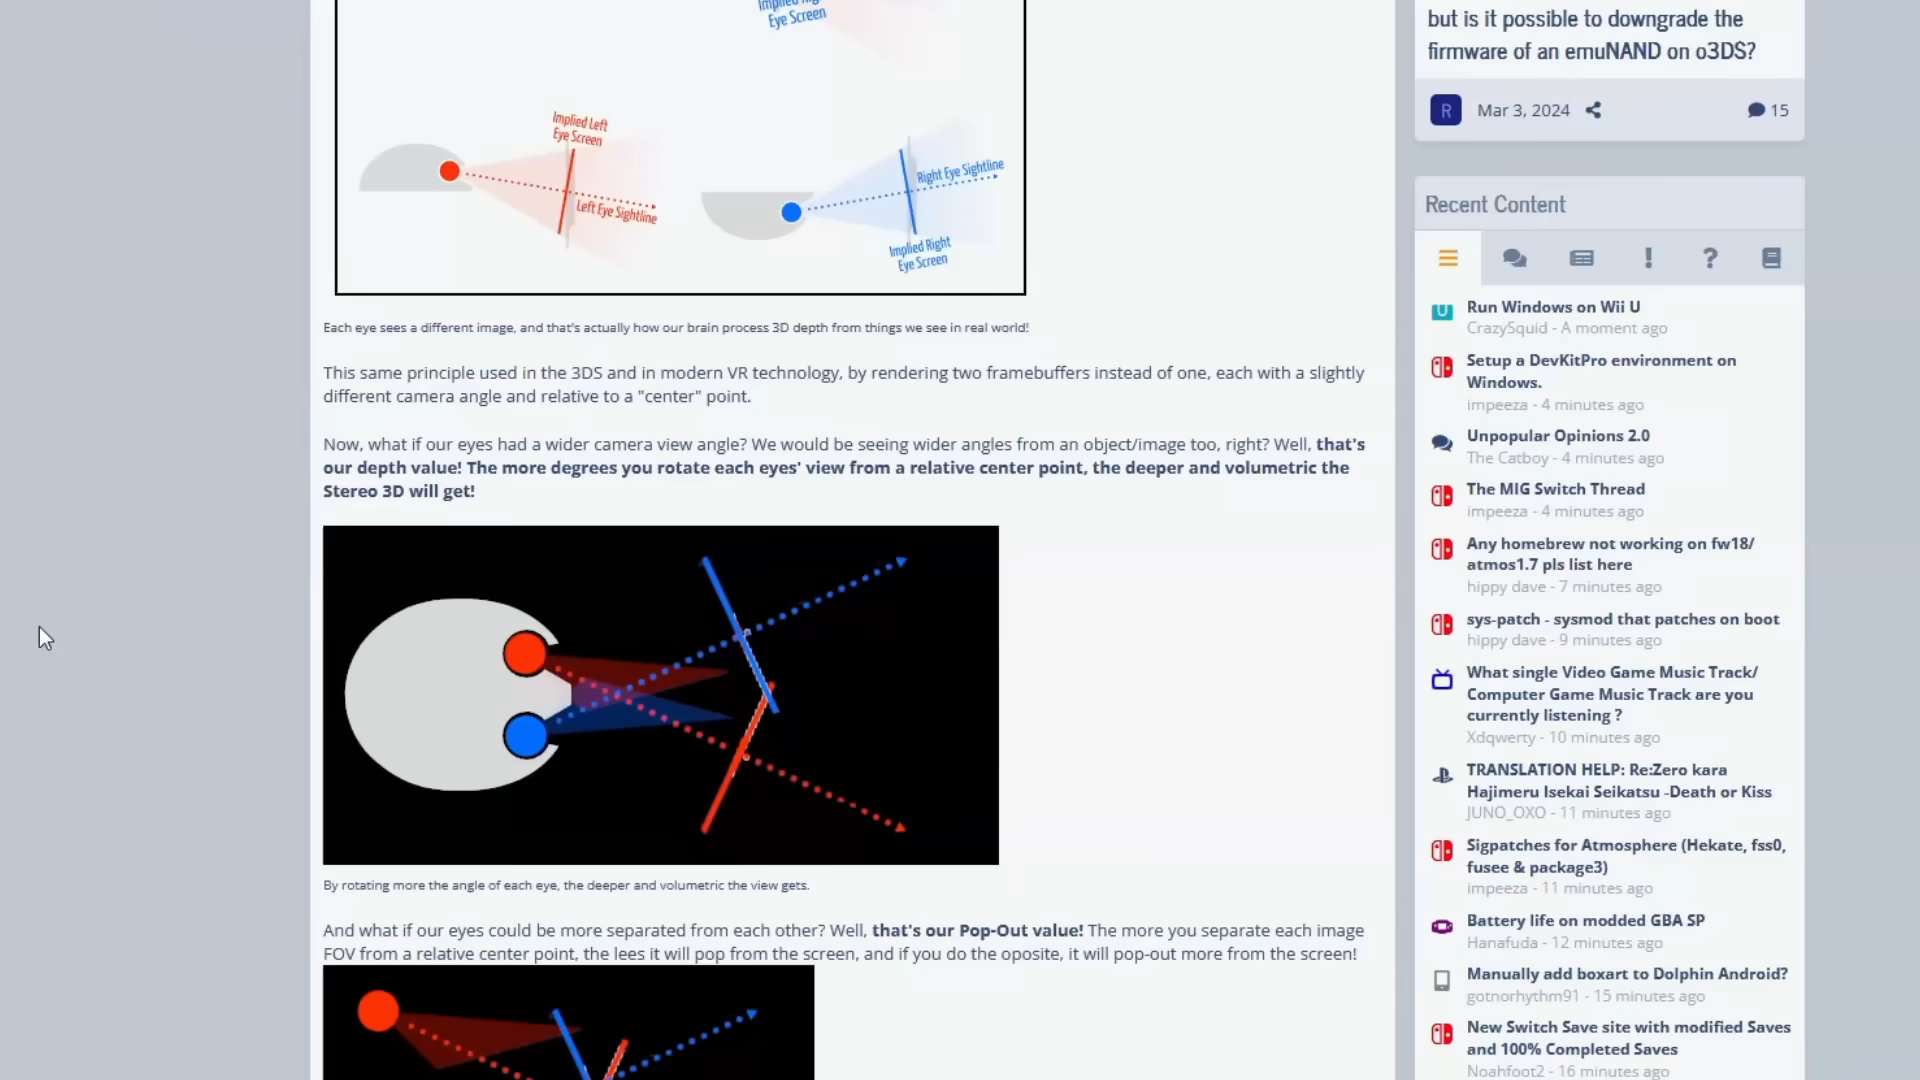 Implied Right
Eye Screen
Implied Left
Eye Screen
Left Eye Sightline
Right Eye Sightline
Implied Right
Eye Screen
Each eye sees a different image, and that's actually how our brain process 3D depth from things we see in real world!
This same principle used in the 3DS and in modern VR technology, by rendering two framebuffers instead of one, each with a slightly
different camera angle and relative to a "center" point.
Now, what if our eyes had a wider camera view angle? We would be seeing wider angles from an object/image too, right? Well, that's
our depth value! The more degrees you rotate each eyes' view from a relative center point, the deeper and volumetric the
Stereo 3D will get!
By rotating more the angle of each eye, the deeper and volumetric the view gets.
And what if our eyes could be more separated from each other? Well, that's our Pop-Out value! The more you separate each image
FOV from a relative center point, the lees it will pop from the screen, and if you do the oposite, it will pop-out more from the screen!
but is it possible to downgrade the
firmware of an emuNAND on o3DS?
R Mar 3, 2024 15
Recent Content
Run Windows on Wii U
CrazySquid - A moment ago
Setup a DevKitPro environment on
Windows.
impeeza - 4 minutes ago
Unpopular Opinions 2.0
The Catboy - 4 minutes ago
The MIG Switch Thread
impeeza - 4 minutes ago
Any homebrew not working on fw18/
atmos1.7 pls list here
hippy dave - 7 minutes ago
sys-patch - sysmod that patches on boot
hippy dave - 9 minutes ago
What single Video Game Music Track/
Computer Game Music Track are you
currently listening ?
Xdqwerty - 10 minutes ago
TRANSLATION HELP: Re:Zero kara
Hajimeru Isekai Seikatsu -Death or Kiss
JUNO_OXO - 11 minutes ago
Sigpatches for Atmosphere (Hekate, fss0,
fusee & package3)
impeeza - 11 minutes ago
Battery life on modded GBA SP
Hanafuda - 12 minutes ago
Manually add boxart to Dolphin Android?
gotnorhythm91 - 15 minutes ago
New Switch Save site with modified Saves
and 100% Completed Saves
Noahfoot2 - 16 minutes ago